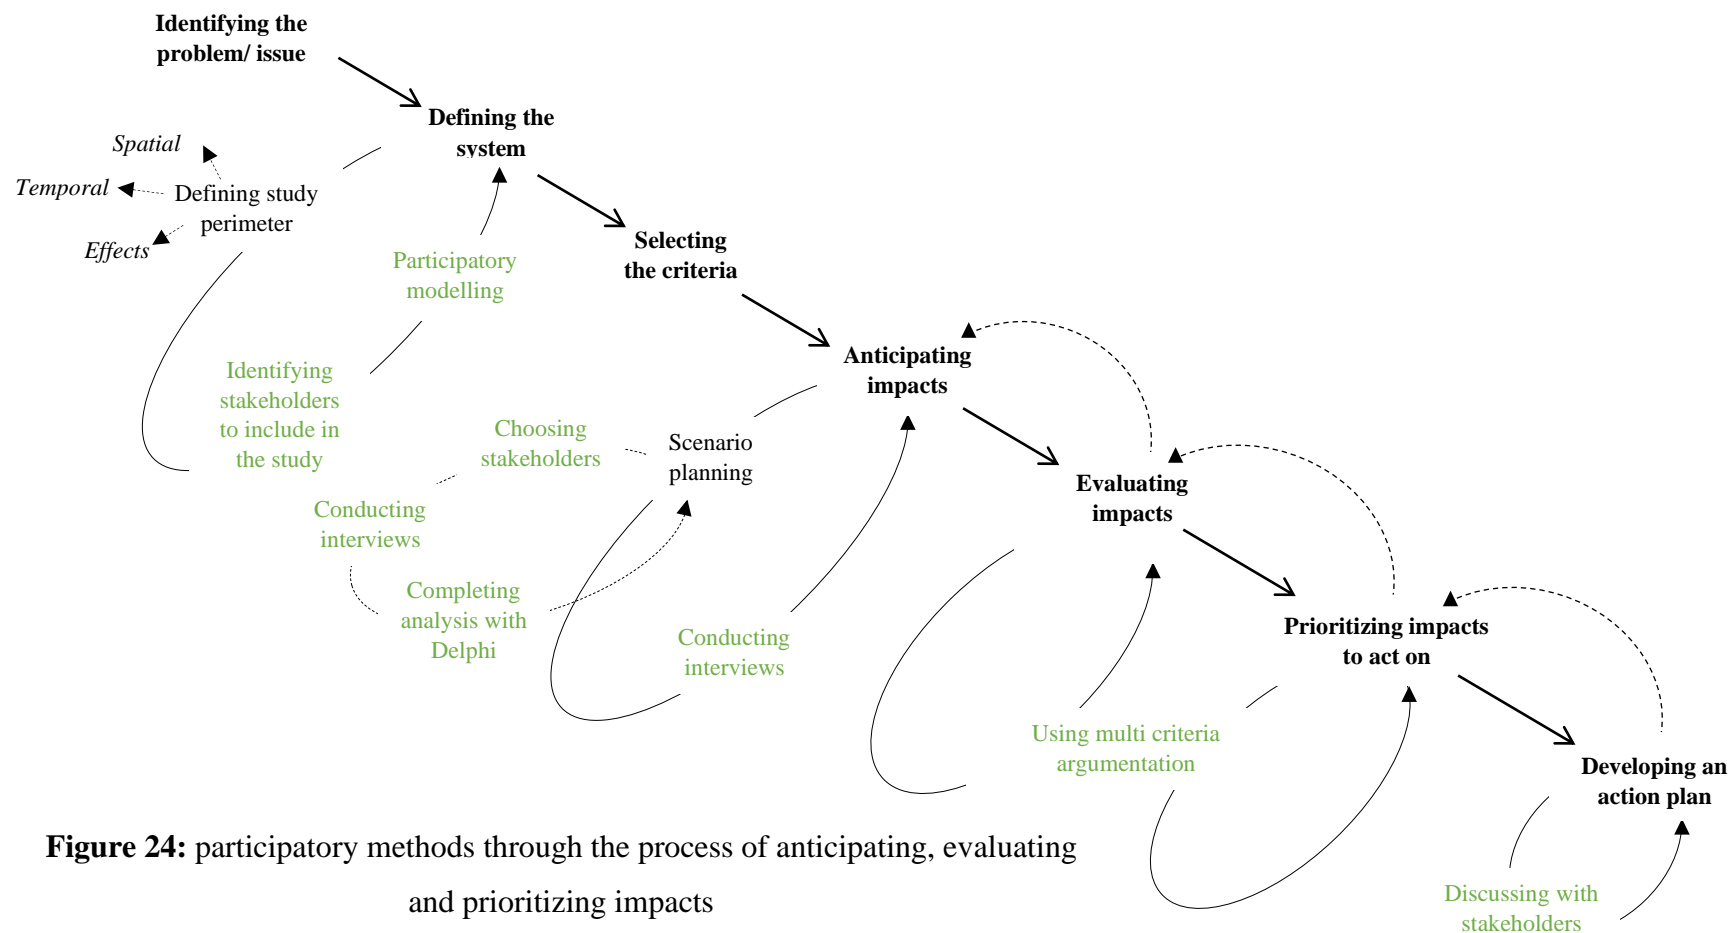 Identifying the
problem/ issue
Defining the
system
Spatial
Temporal
Effects
Defining study
perimeter
Participatory
modelling
Identifying
stakeholders
to include in
the study
Selecting
the criteria
Anticipating
impacts
Scenario
planning
Choosing
stakeholders
Conducting
interviews
Completing
analysis with
Delphi
Conducting
interviews
Evaluating
impacts
Using multi criteria
argumentation
Prioritizing impacts
to act on
Developing an
action plan
Discussing with
stakeholders
Figure 24: participatory methods through the process of anticipating, evaluating
and prioritizing impacts